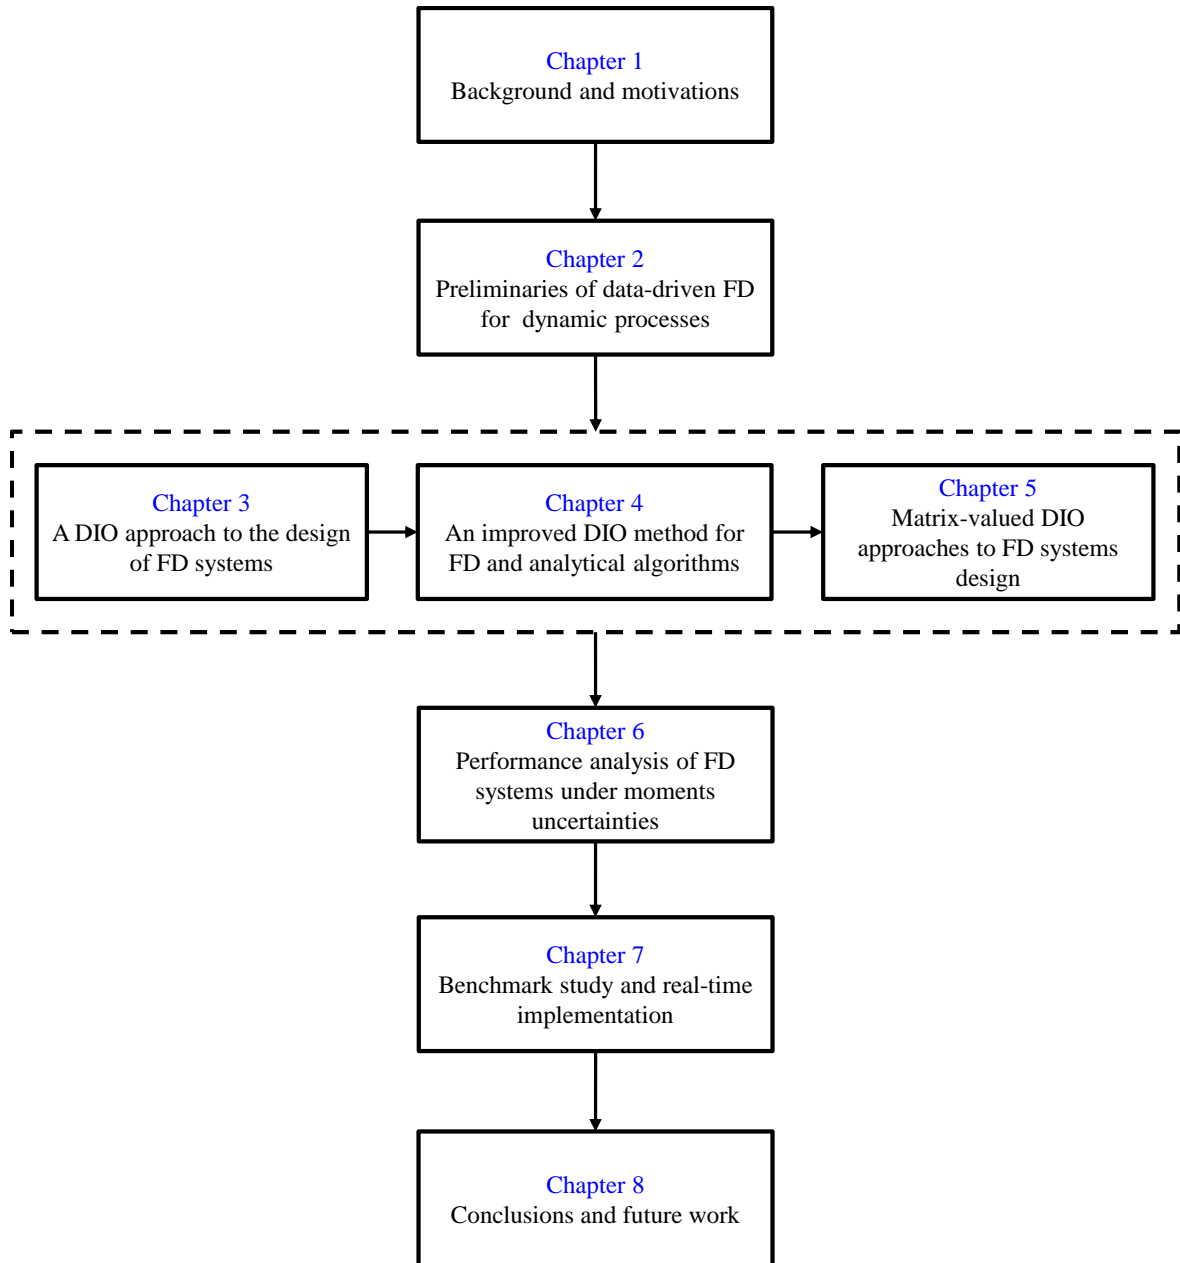 Chapter 1
Background and motivations
Chapter 2
Preliminaries of data-driven FD
for dynamic processes
Chapter 3
A DIO approach to the design
of FD systems
Chapter 4
An improved DIO method for
FD and analytical algorithms
Chapter 5
Matrix-valued DIO
approaches to FD systems
design
Chapter 6
Performance analysis of FD
systems under moments
uncertainties
Chapter 7
Benchmark study and real-time
implementation
Chapter 8
Conclusions and future work